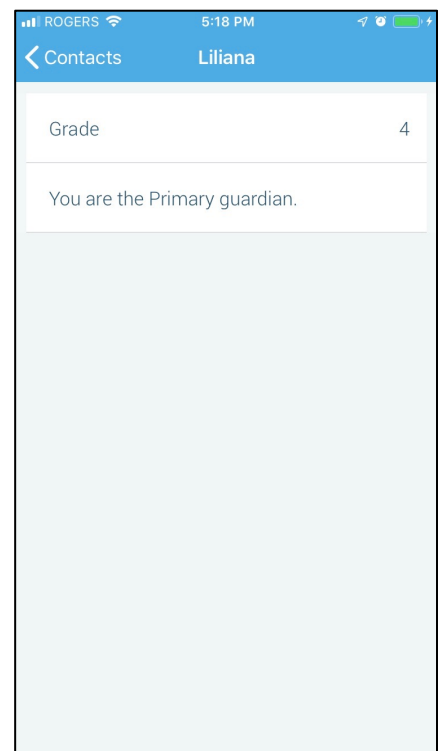 ROGERS 5:18 PM
Contacts Liliana
Grade 4
You are the Primary guardian.